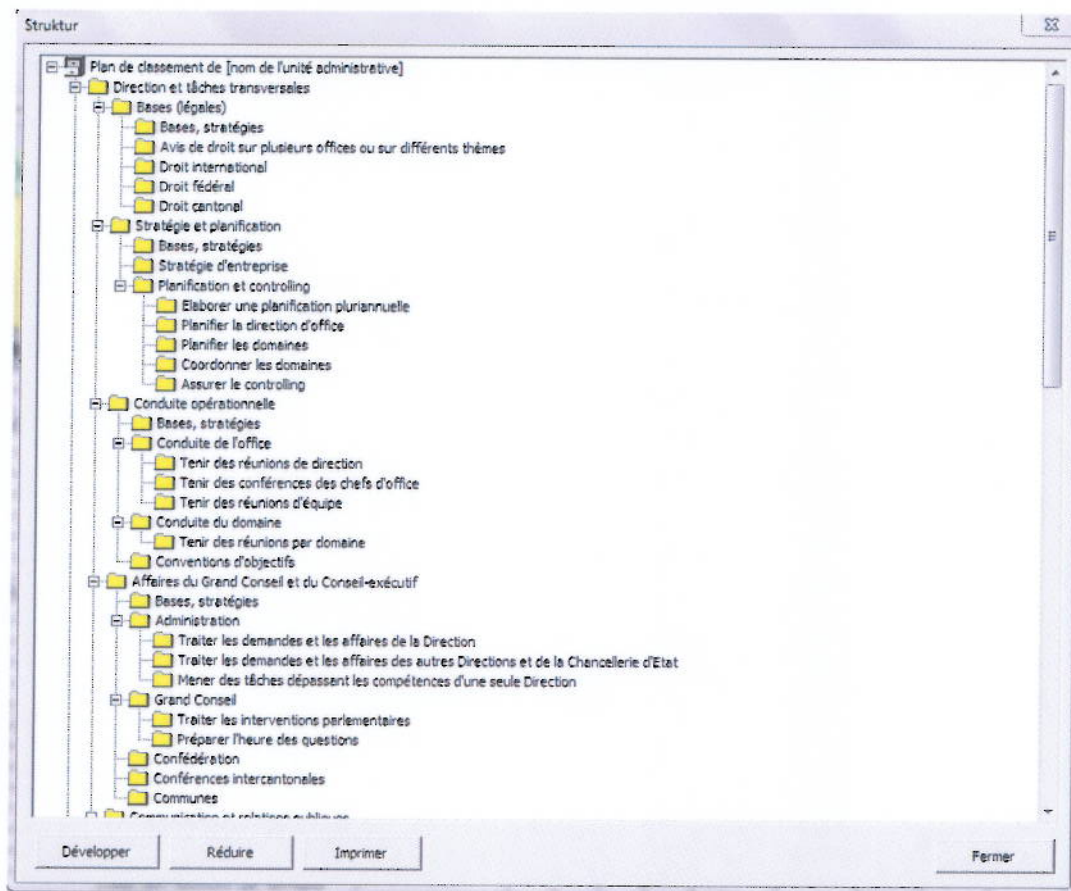 Struktur
Plan de classement de [nom de l'unité administrative]
Direction et tâches transversales
Bases (légales)
Bases, stratégies
Avis de droit sur plusieurs offices ou sur différents thèmes
Droit international
Droit fédéral
Droit cantonal
Stratégie et planification
Bases, stratégies
Stratégie d'entreprise
Planification et controlling
Elaborer une planification pluriannuelle
Planifier la direction d'office
Planifier les domaines
Coordonner les domaines
Assurer le controlling
Conduite opérationnelle
Bases, stratégies
Conduite de l'office
Tenir des réunions de direction
Tenir des conférences des chefs d'office
Tenir des réunions d'équipe
Conduite du domaine
Tenir des réunions par domaine
Conventions d'objectifs
Affaires du Grand Conseil et du Conseil-exécutif
Bases, stratégies
Administration
Traiter les demandes et les affaires de la Direction
Traiter les demandes et les affaires des autres Directions et de la Chancellerie d'Etat
Mener des tâches dépassant les compétences d'une seule Direction
Grand Conseil
Traiter les interventions parlementaires
Préparer l'heure des questions
Confédération
Conférences intercantonales
Communes
Communication et relations publiques
Développer Réduire Imprimer Fermer